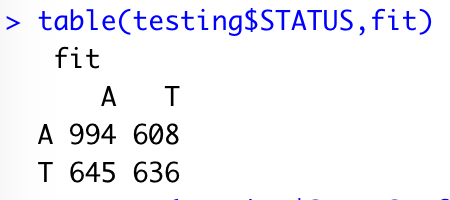 > table(testing$STATUS,fit)
fit
A T
A 994 608
T 645 636